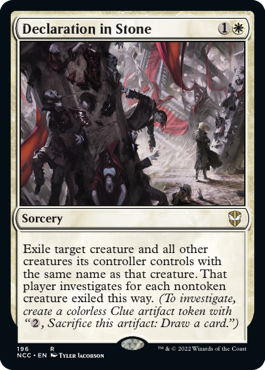 Declaration in Stone 1
Sorcery
Exile target creature and all other
creatures its controller controls with
the same name as that creature. That
player investigates for each nontoken
creature exiled this way. (To investigate,
create a colorless Clue artifact token with
“2, Sacrifice this artifact: Draw a card.”)
196 R
NCC • EN TYLER JACOBSON ™ & © 2022 Wizards of the Coast